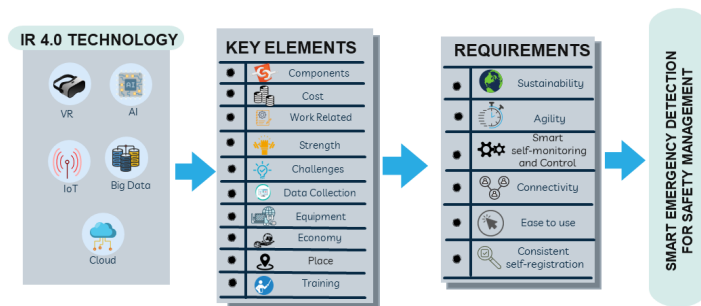 IR 4.0 TECHNOLOGY
VR
AI
IoT
Big Data
Cloud
KEY ELEMENTS
Components
Cost
Work Related
Strength
Challenges
Data Collection
Equipment
Economy
Place
Training
REQUIREMENTS
Sustainability
Agility
Smart
self-monitoring
and Control
Connectivity
Ease to use
Consistent
self-registration
SMART EMERGENCY DETECTION
FOR SAFETY MANAGEMENT